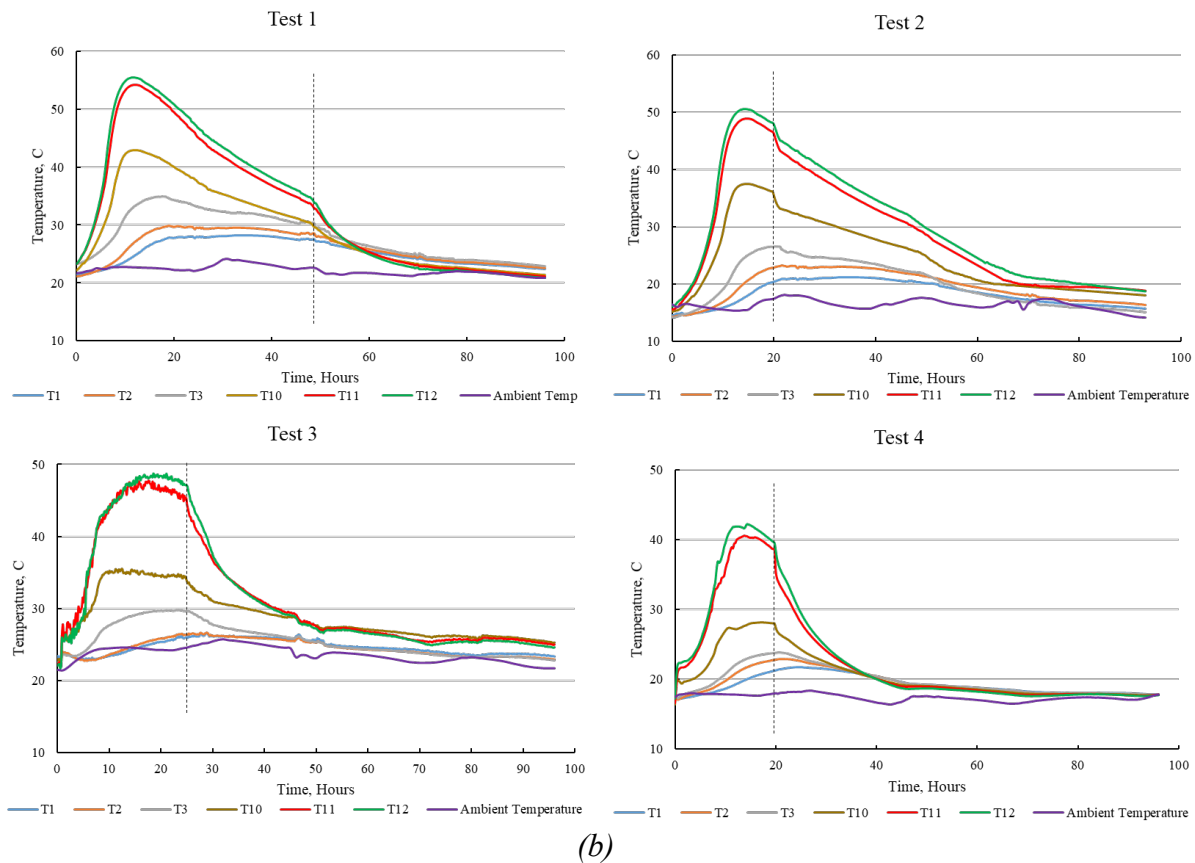 Test 1
60
50
40
30
20
10
Temperature, C
0 20 40 60 80 100
Time, Hours
T1 T2 T3 T10 T11 T12 Ambient Temp
Test 2
60
50
40
30
20
10
Temperature, C
0 20 40 60 80 100
Time, Hours
T1 T2 T3 T10 T11 T12 Ambient Temperature
Test 3
50
40
30
20
10
Temperature, C
0 10 20 30 40 50 60 70 80 90 100
Time, Hours
T1 T2 T3 T10 T11 T12 Ambient Temperature
Test 4
50
40
30
20
10
Temperature, C
0 20 40 60 80 100
Time, Hours
T1 T2 T3 T10 T11 T12 Ambient Temperature
(b)